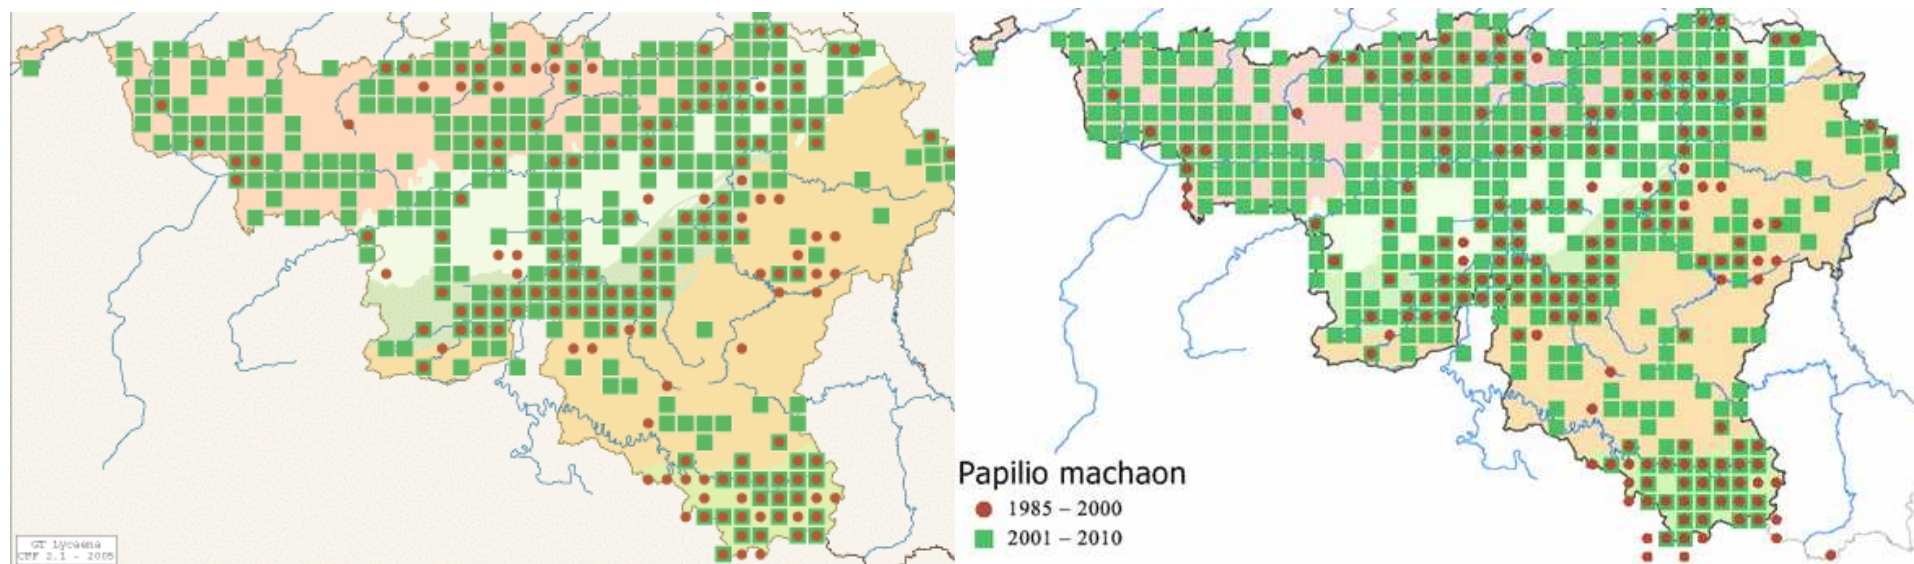 GT Lycaena
CFF 2.1 - 2005
Papilio machaon
1985 – 2000
2001 – 2010